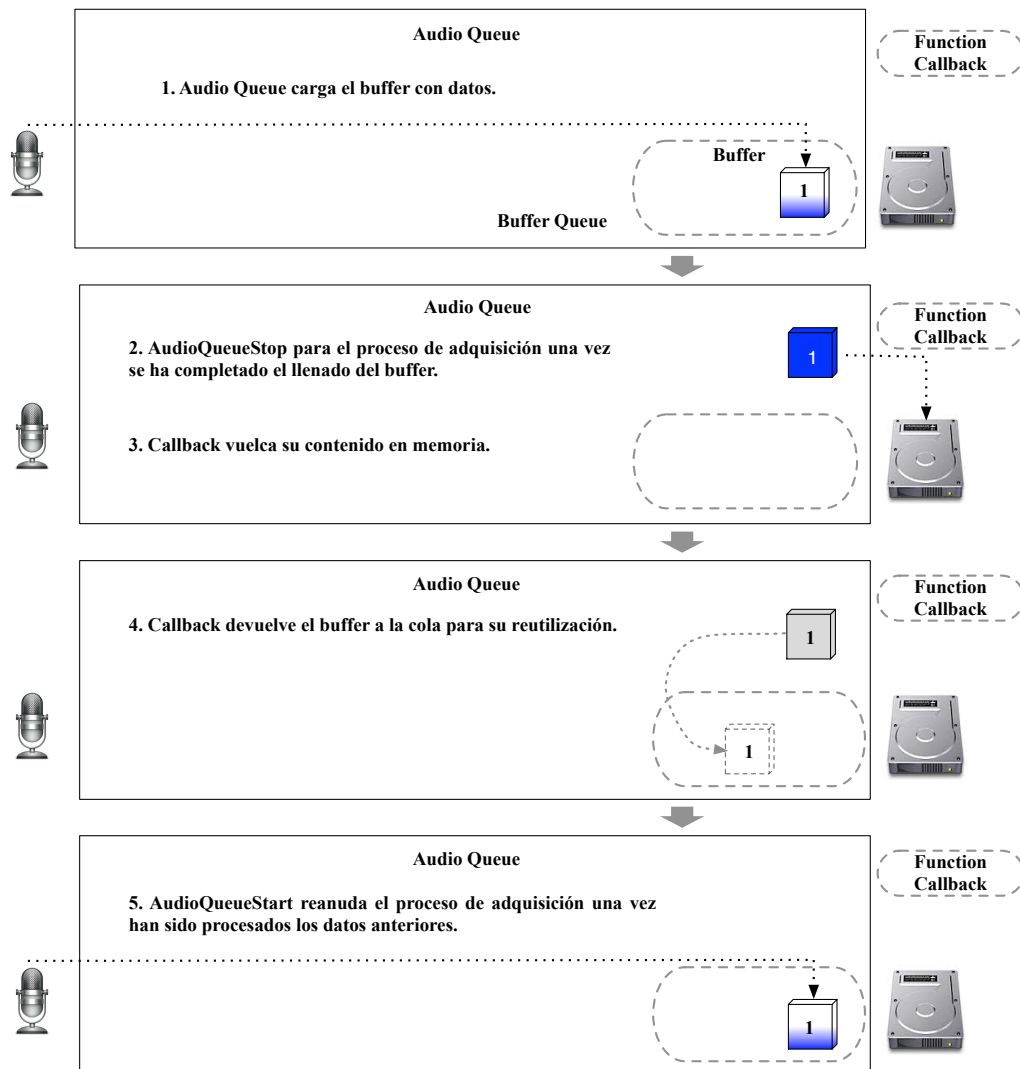 Audio Queue
Function
Callback
1. Audio Queue carga el buffer con datos.
Buffer
1
Buffer Queue
Audio Queue
Function
Callback
2. AudioQueueStop para el proceso de adquisición una vez
se ha completado el llenado del buffer.
1
3. Callback vuelca su contenido en memoria.
Audio Queue
Function
Callback
4. Callback devuelve el buffer a la cola para su reutilización.
1
1
Audio Queue
Function
Callback
5. AudioQueueStart reanuda el proceso de adquisición una vez
han sido procesados los datos anteriores.
1